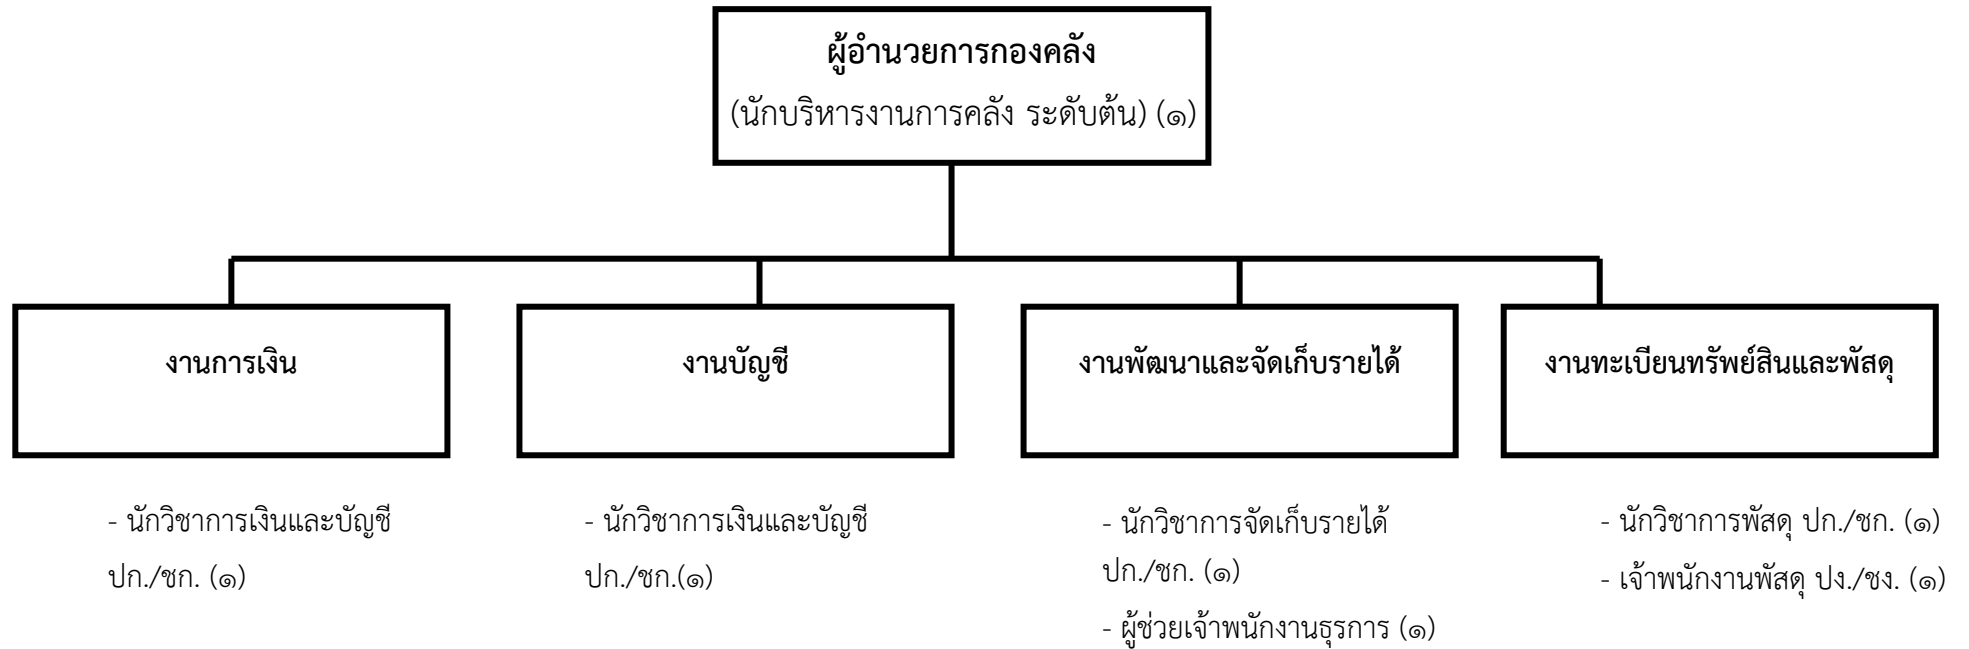 ผู้อำนวยการกองคลัง
(นักบริหารงานการคลัง ระดับต้น) (๑)
งานการเงิน
งานบัญชี
งานพัฒนาและจัดเก็บรายได้
งานทะเบียนทรัพย์สินและพัสดุ
- นักวิชาการเงินและบัญชี
ปก./ชก. (๑)
- นักวิชาการเงินและบัญชี
ปก./ชก.(๑)
- นักวิชาการจัดเก็บรายได้
ปก./ชก. (๑)
- ผู้ช่วยเจ้าพนักงานธุรการ (๑)
- นักวิชาการพัสดุ ปก./ชก. (๑)
- เจ้าพนักงานพัสดุ ปง./ชง. (๑)